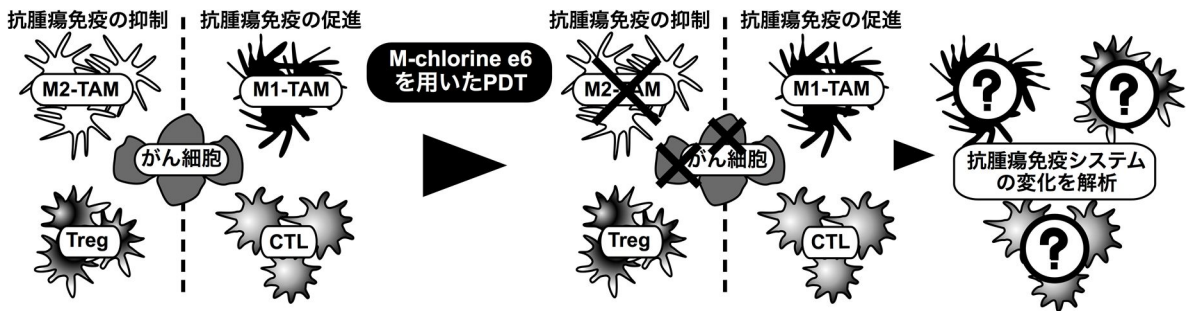 抗腫瘍免疫の抑制
抗腫瘍免疫の促進
M2-TAM
M1-TAM
がん細胞
Treg
CTL
M-chlorine e6
を用いたPDT
抗腫瘍免疫の抑制
抗腫瘍免疫の促進
M2-TAM
M1-TAM
がん細胞
Treg
CTL
?
?
抗腫瘍免疫システム
の変化を解析
?